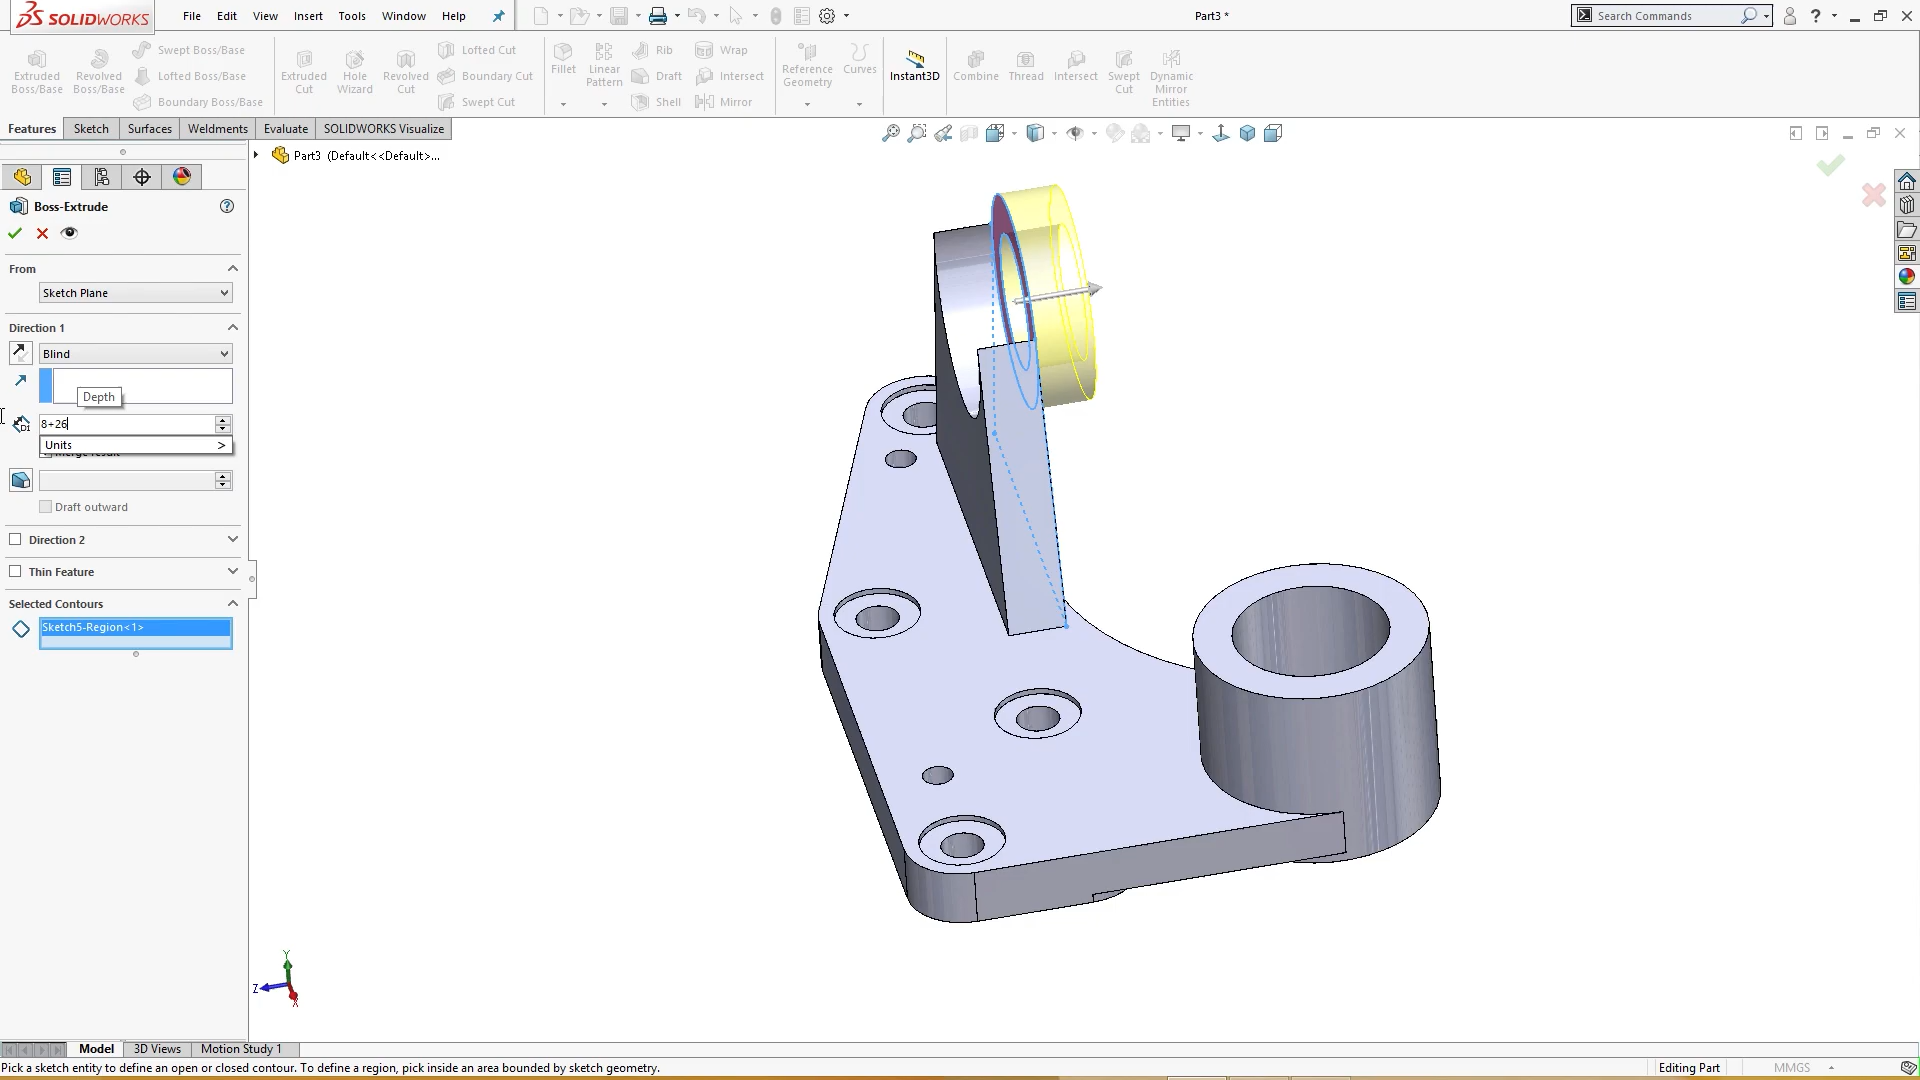 SOLIDWORKS
File Edit View Insert Tools Window Help
Part3 *
Search Commands
Extruded Boss/Base
Revolved Boss/Base
Swept Boss/Base
Lofted Boss/Base
Boundary Boss/Base
Extruded Cut
Hole Wizard
Revolved Cut
Lofted Cut
Boundary Cut
Swept Cut
Fillet
Linear Pattern
Rib
Draft
Shell
Wrap
Intersect
Mirror
Reference Geometry
Curves
Instant3D
Combine
Thread
Intersect
Swept Cut
Dynamic Mirror Entities
Features Sketch Surfaces Weldments Evaluate SOLIDWORKS Visualize
Part3 (Default<<Default>...
Boss-Extrude
From
Sketch Plane
Direction 1
Blind
Depth
8+26
Units >
Merge result
Draft outward
Direction 2
Thin Feature
Selected Contours
Sketch5-Region<1>
Y
Z
X
Model 3D Views Motion Study 1
Pick a sketch entity to define an open or closed contour. To define a region, pick inside an area bounded by sketch geometry.
Editing Part
MMGS